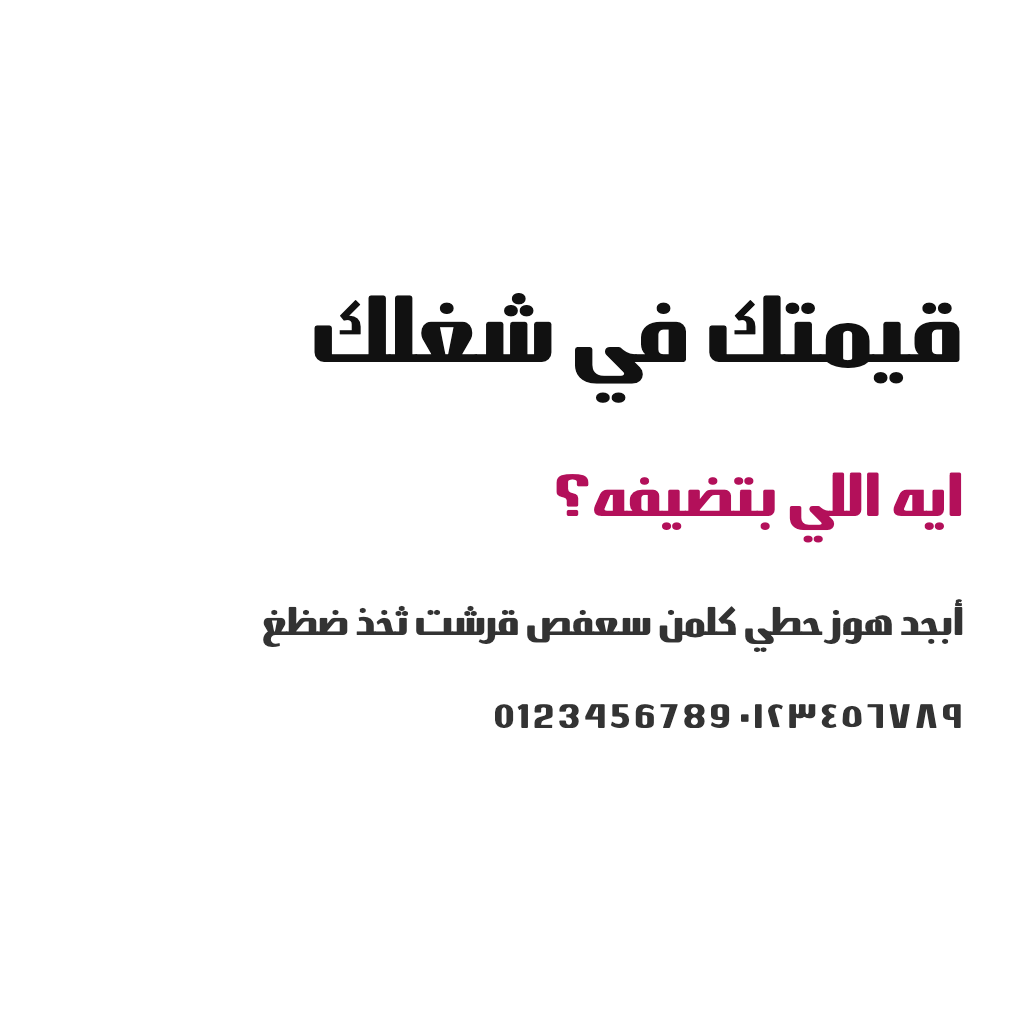 قيمتك في شغلك
ايه اللي بتضيفه؟
أبجد هوز حطي كلمن سعفص قرشت ثخذ ضظغ
0123456789 ٠١٢٣٤٥٦٧٨٩